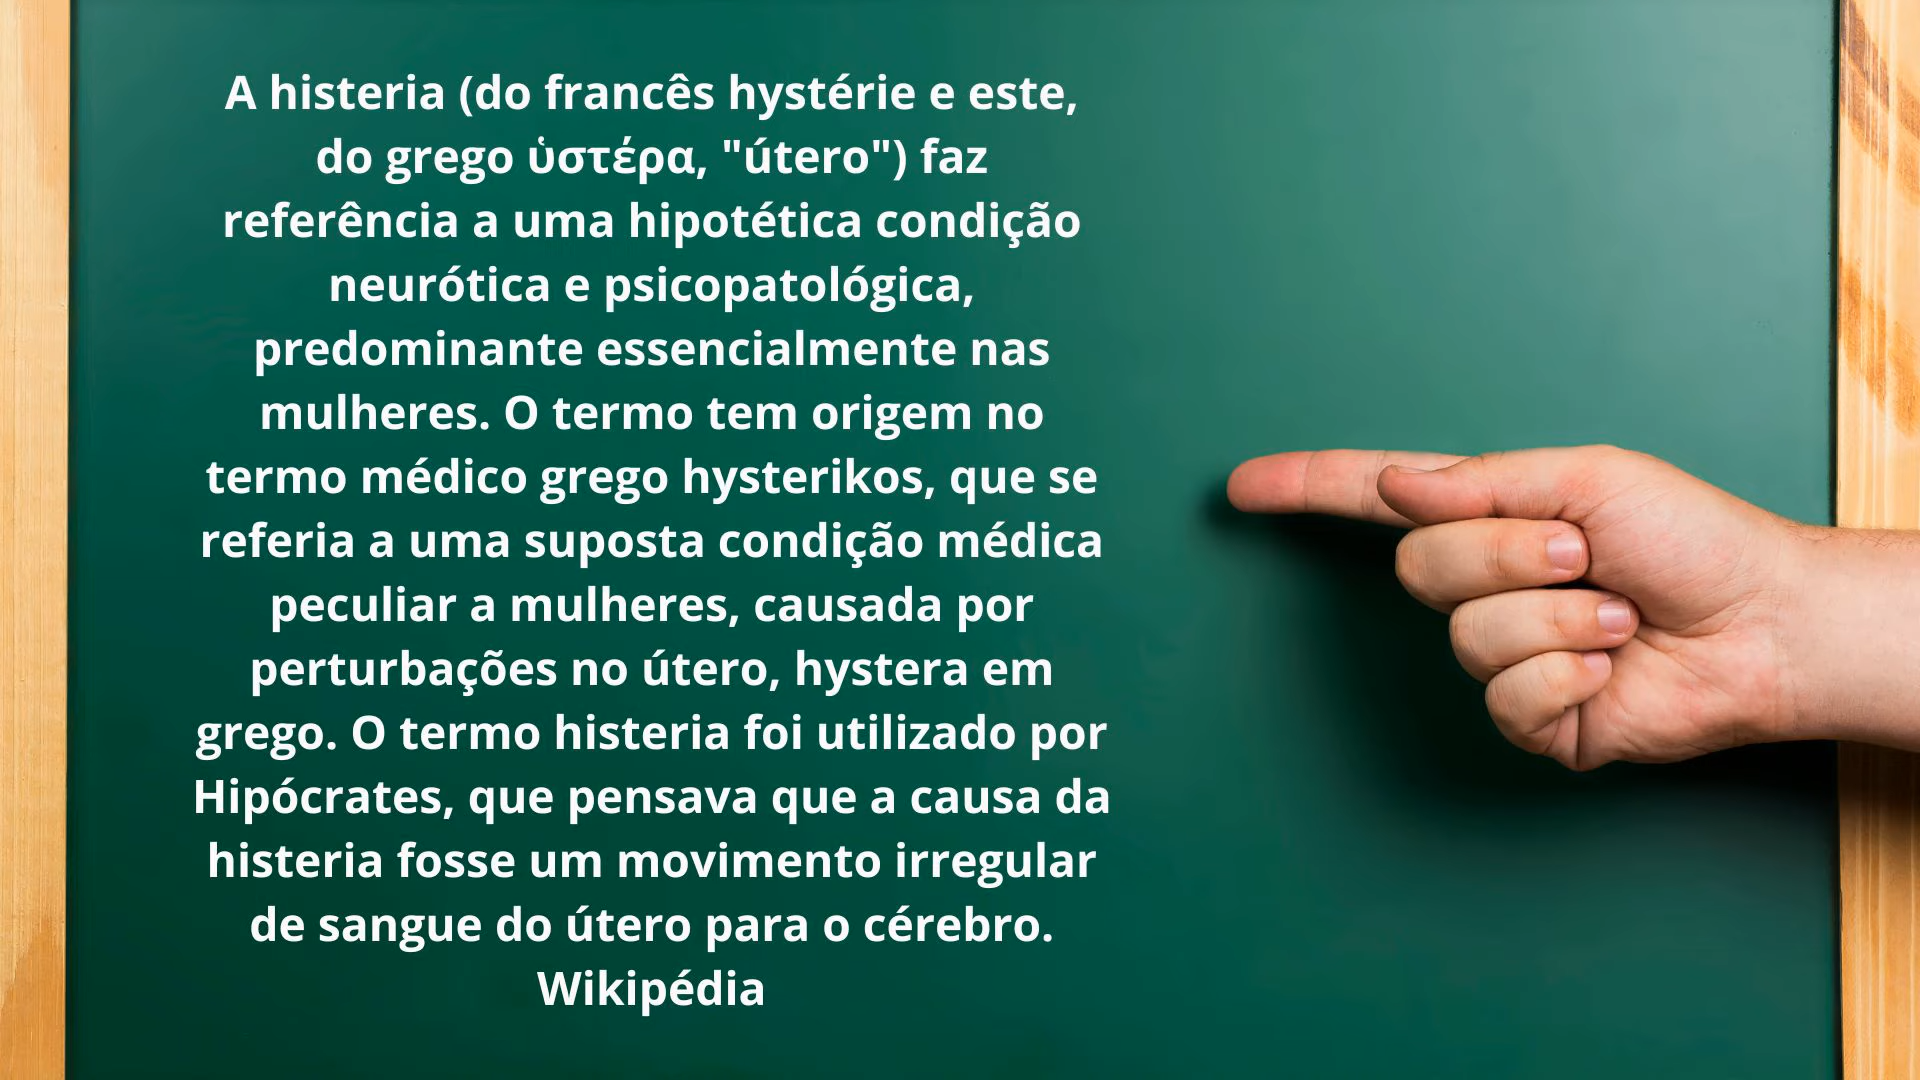 A histeria (do francês hystérie e este,
do grego ὑστέρα, "útero") faz
referência a uma hipotética condição
neurótica e psicopatológica,
predominante essencialmente nas
mulheres. O termo tem origem no
termo médico grego hysterikos, que se
referia a uma suposta condição médica
peculiar a mulheres, causada por
perturbações no útero, hystera em
grego. O termo histeria foi utilizado por
Hipócrates, que pensava que a causa da
histeria fosse um movimento irregular
de sangue do útero para o cérebro.
Wikipédia